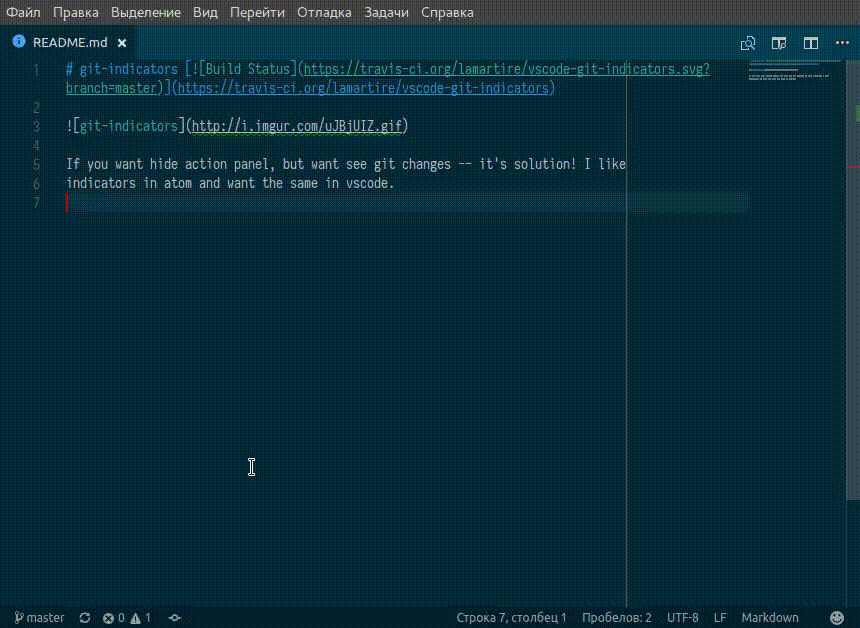 Файл Правка Выделение Вид Перейти Отладка Задачи Справка
README.md
1 # git-indicators [![Build Status](https://travis-ci.org/lamartire/vscode-git-indicators.svg?
branch=master)](https://travis-ci.org/lamartire/vscode-git-indicators)
2
3 ![git-indicators](http://i.imgur.com/uJBjUIZ.gif)
4
5 If you want hide action panel, but want see git changes -- it's solution! I like
6 indicators in atom and want the same in vscode.
7
master 0 1 Строка 7, столбец 1 Пробелов: 2 UTF-8 LF Markdown